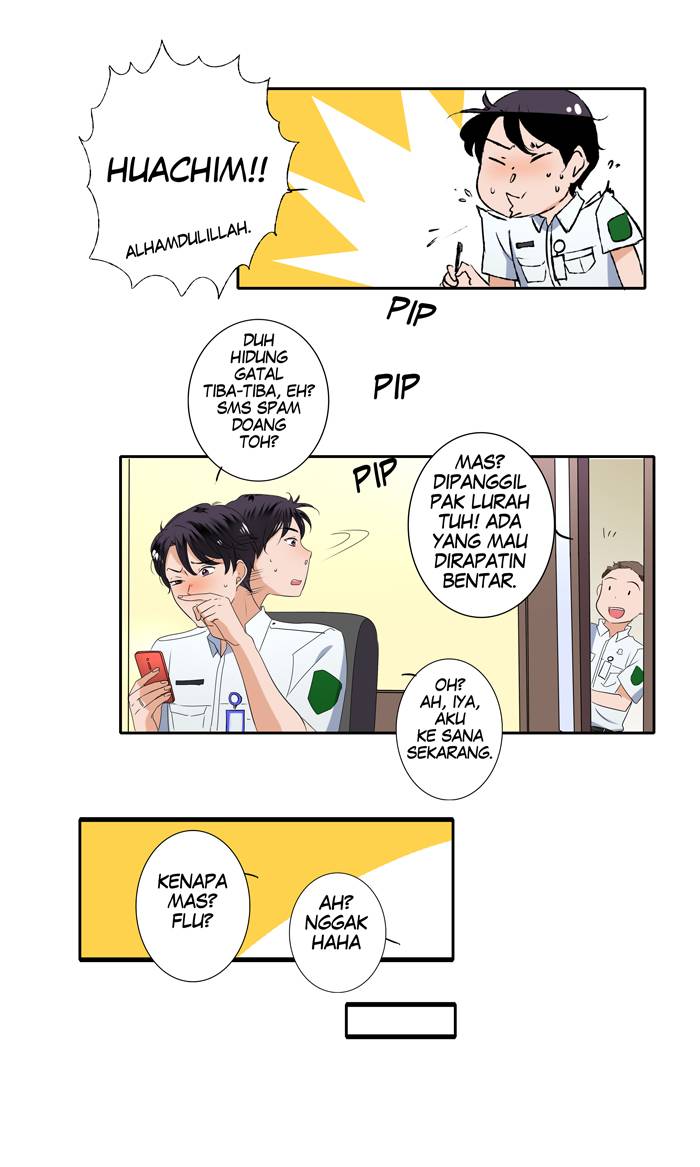 HUACHIM!!
ALHAMDULILLAH.
PIP
DUH
HIDUNG
GATAL
TIBA-TIBA, EH?
SMS SPAM
DOANG
TOH?
PIP
PIP
MAS?
DIPANGGIL
PAK LURAH
TUH! ADA
YANG MAU
DIRAPATIN
BENTAR.
OH?
AH, IYA,
AKU
KE SANA
SEKARANG.
KENAPA
MAS?
FLU?
AH?
NGGAK
HAHA